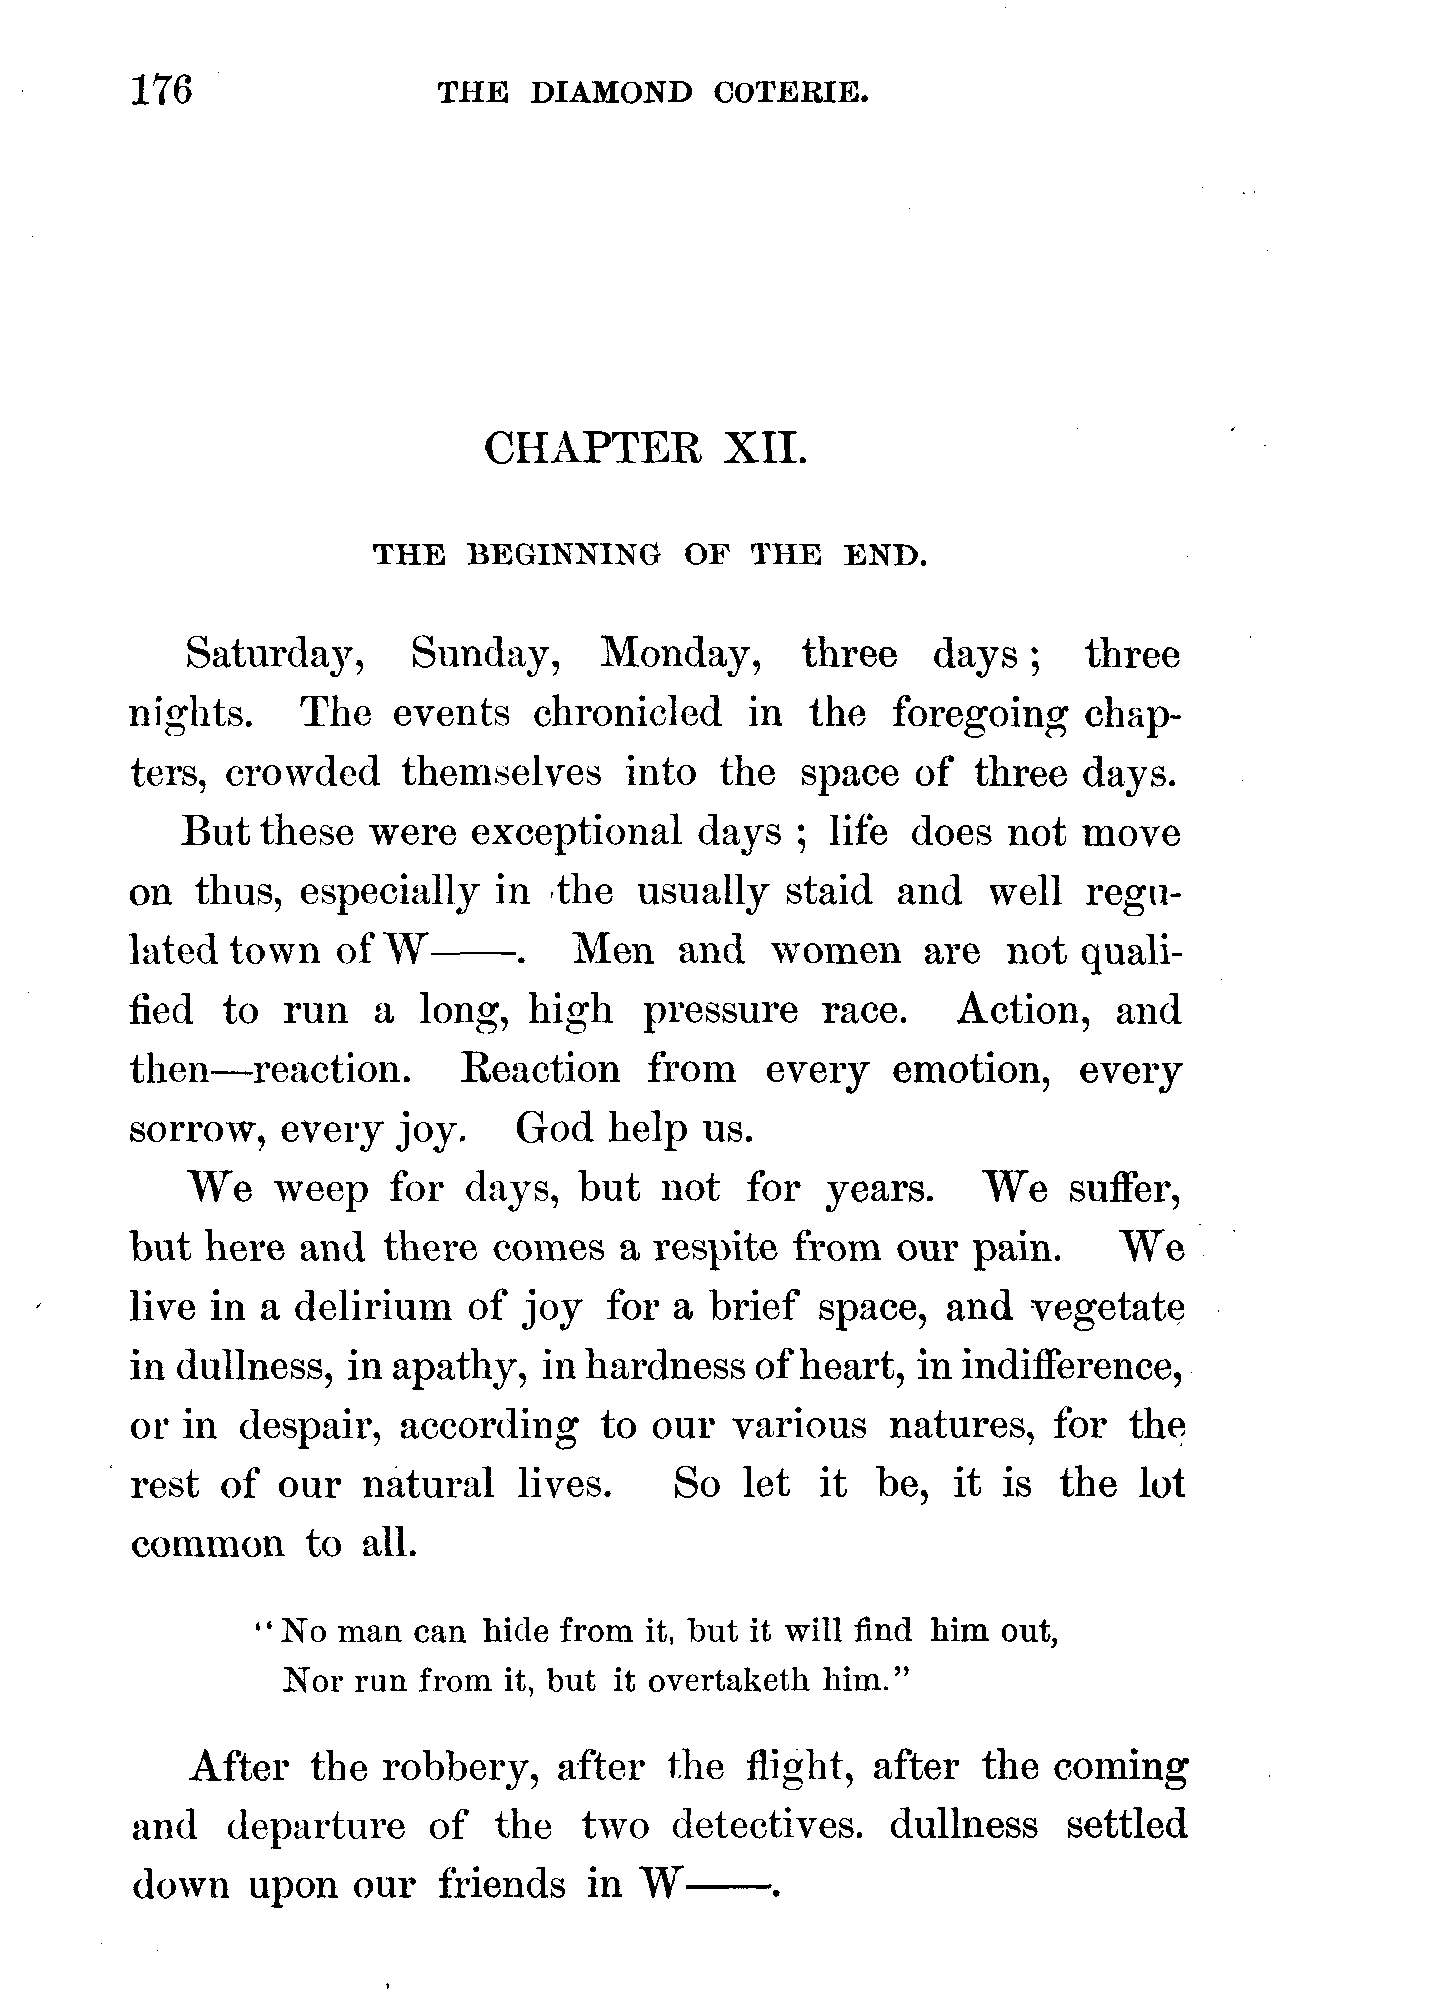 176 THE DIAMOND COTERIE.
CHAPTER XII.
THE BEGINNING OF THE END.
Saturday, Sunday, Monday, three days; three
nights. The events chronicled in the foregoing chap-
ters, crowded themselves into the space of three days.
But these were exceptional days; life does not move
on thus, especially in the usually staid and well regu-
lated town of W——. Men and women are not quali-
fied to run a long, high pressure race. Action, and
then—reaction. Reaction from every emotion, every
sorrow, every joy. God help us.
We weep for days, but not for years. We suffer,
but here and there comes a respite from our pain. We
live in a delirium of joy for a brief space, and vegetate
in dullness, in apathy, in hardness of heart, in indifference,
or in despair, according to our various natures, for the
rest of our natural lives. So let it be, it is the lot
common to all.
"No man can hide from it, but it will find him out,
Nor run from it, but it overtaketh him."
After the robbery, after the flight, after the coming
and departure of the two detectives. dullness settled
down upon our friends in W——.